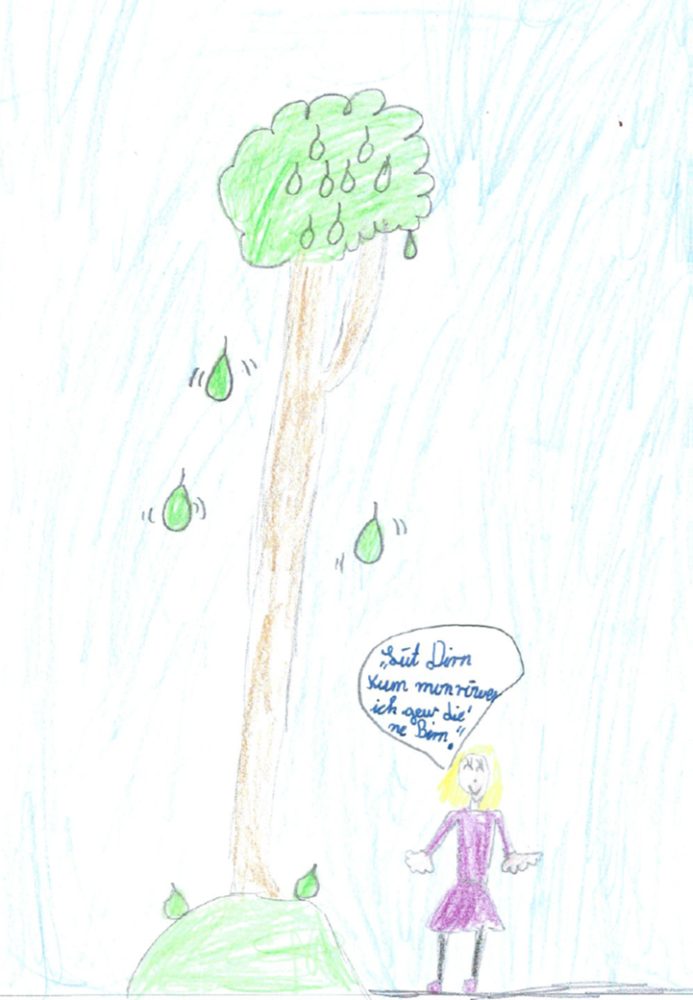 „Lüt Dirn
kum man röwer
ich gew die'
ne Birn."